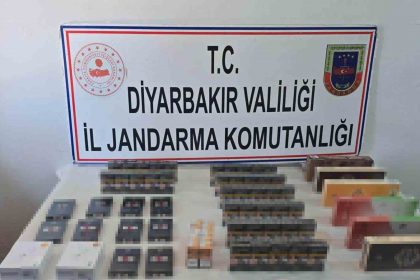 T.C.
DİYARBAKIR VALİLİĞİ
İL JANDARMA KOMUTANLIĞI